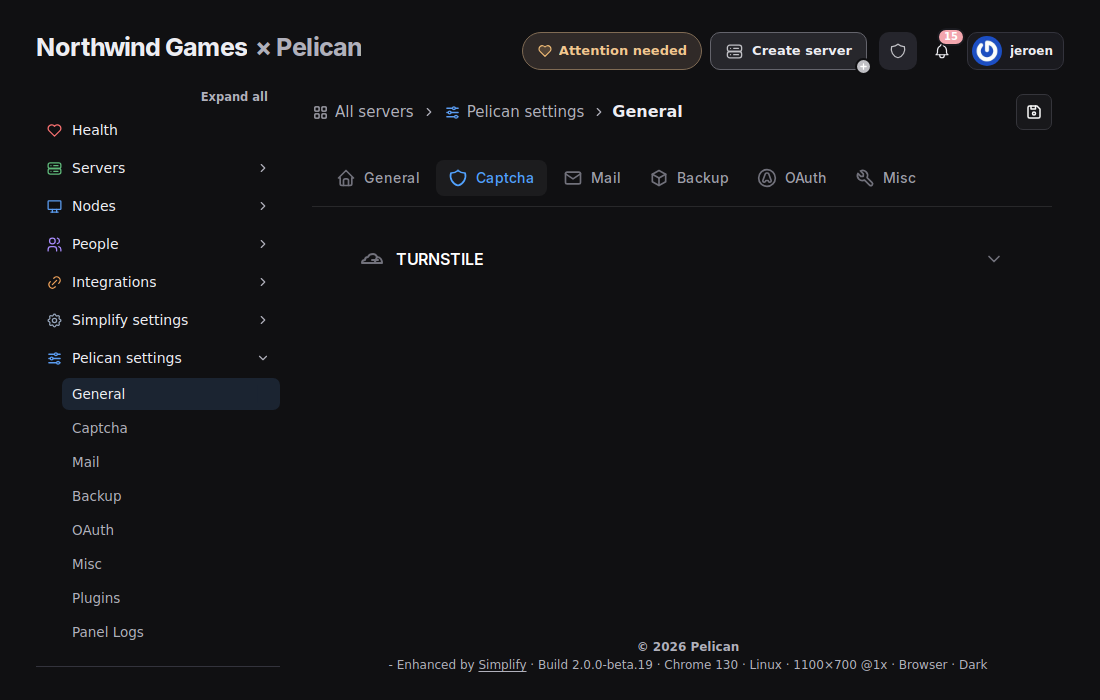 Northwind Games × Pelican
Attention needed
Create server
15
jeroen
Expand all
Health
Servers
Nodes
People
Integrations
Simplify settings
Pelican settings
General
Captcha
Mail
Backup
OAuth
Misc
Plugins
Panel Logs
All servers > Pelican settings > General
General Captcha Mail Backup OAuth Misc
TURNSTILE
© 2026 Pelican
- Enhanced by Simplify · Build 2.0.0-beta.19 · Chrome 130 · Linux · 1100×700 @1x · Browser · Dark